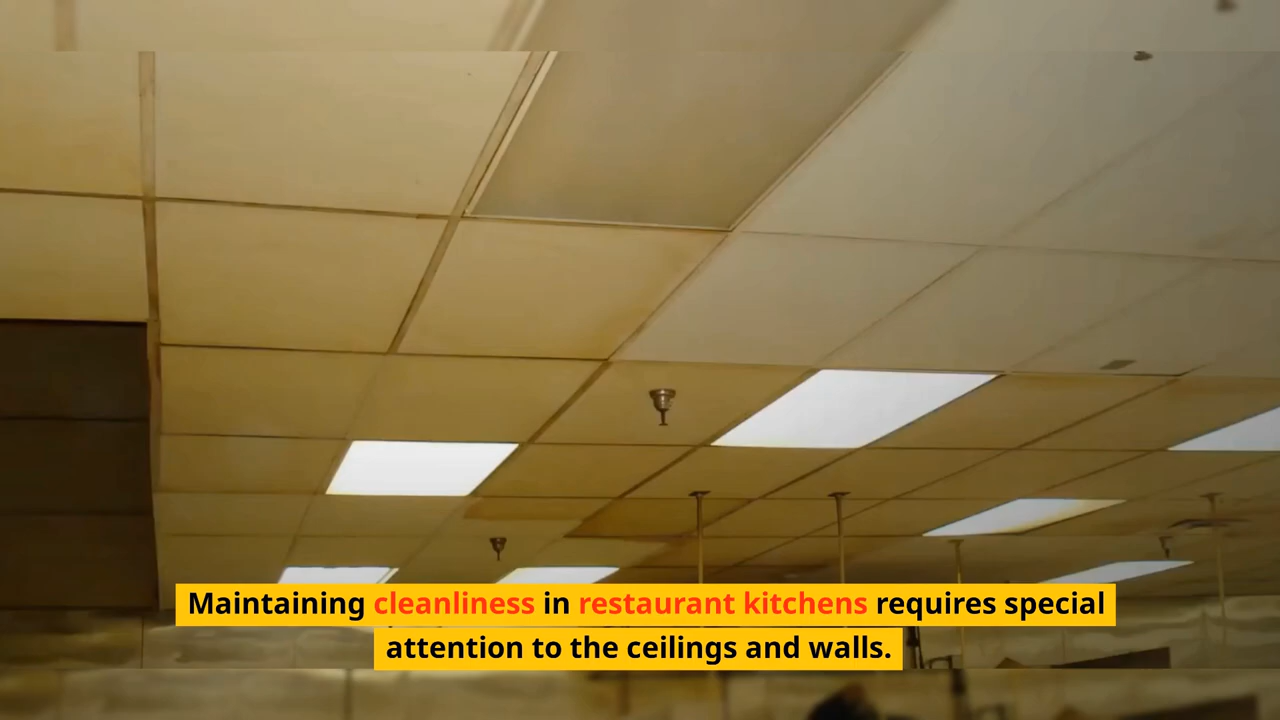 Maintaining cleanliness in restaurant kitchens requires special
attention to the ceilings and walls.